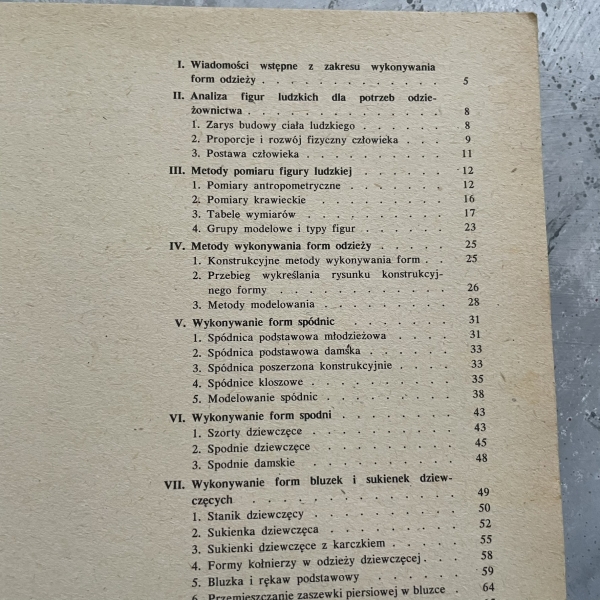 I. Wiadomości wstępne z zakresu wykonywania
form odzieży . . . . . . . . . . . . 5
II. Analiza figur ludzkich dla potrzeb odzie-
żownictwa . . . . . . . . . . . . . 8
1. Zarys budowy ciała ludzkiego . . . . . 8
2. Proporcje i rozwój fizyczny człowieka . . . 9
3. Postawa człowieka . . . . . . . . . 11
III. Metody pomiaru figury ludzkiej . . . . . . 12
1. Pomiary antropometryczne . . . . . . 12
2. Pomiary krawieckie . . . . . . . . . 16
3. Tabele wymiarów . . . . . . . . . 17
4. Grupy modelowe i typy figur . . . . . . 23
IV. Metody wykonywania form odzieży . . . . . 25
1. Konstrukcyjne metody wykonywania form . . 25
2. Przebieg wykreślania rysunku konstrukcyj-
nego formy . . . . . . . . . . . 26
3. Metody modelowania . . . . . . . . 28
V. Wykonywanie form spódnic . . . . . . . 31
1. Spódnica podstawowa młodzieżowa . . . . 31
2. Spódnica podstawowa damska . . . . . . 33
3. Spódnica poszerzona konstrukcyjnie . . . . 33
4. Spódnice kloszowe . . . . . . . . . 35
5. Modelowanie spódnic . . . . . . . . 38
VI. Wykonywanie form spodni . . . . . . . 43
1. Szorty dziewczęce . . . . . . . . . 43
2. Spodnie dziewczęce . . . . . . . . 45
3. Spodnie damskie . . . . . . . . . 48
VII. Wykonywanie form bluzek i sukienek dziew-
częcych . . . . . . . . . . . . . 49
1. Stanik dziewczęcy . . . . . . . . . 50
2. Sukienka dziewczęca . . . . . . . . 52
3. Sukienki dziewczęce z karczkiem . . . . . 55
4. Formy kołnierzy w odzieży dziewczęcej . . . 58
5. Bluzka i rękaw podstawowy . . . . . . 59
6. Przemieszczanie zaszewki piersiowej w bluzce . 64